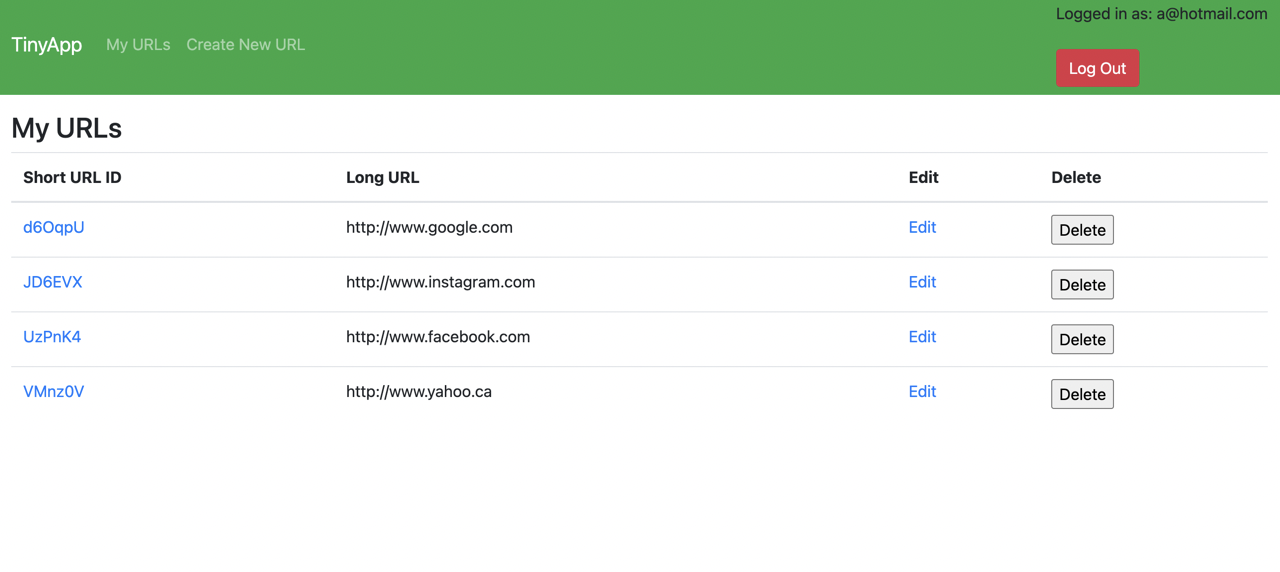 Logged in as: a@hotmail.com
TinyApp My URLs Create New URL
Log Out
My URLs
Short URL ID Long URL Edit Delete
d6OqpU http://www.google.com Edit Delete
JD6EVX http://www.instagram.com Edit Delete
UzPnK4 http://www.facebook.com Edit Delete
VMnz0V http://www.yahoo.ca Edit Delete